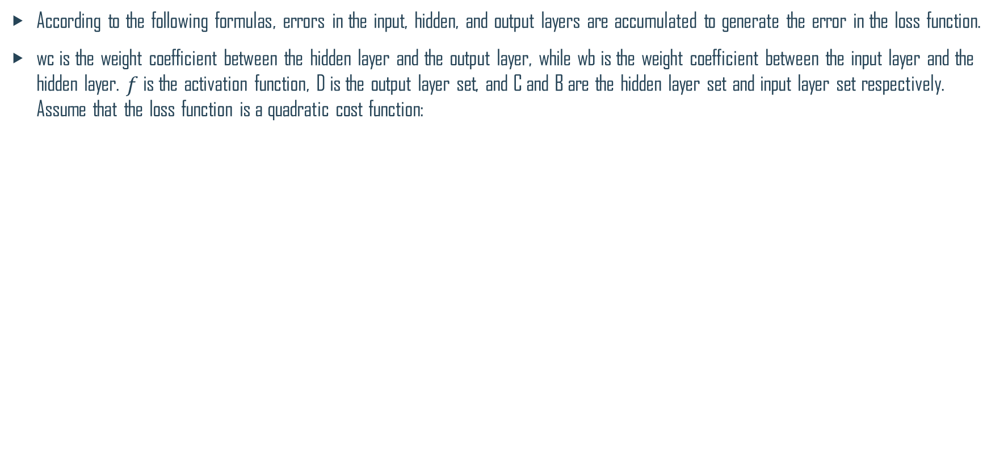 ▶ According to the following formulas, errors in the input, hidden, and output layers are accumulated to generate the error in the loss function.
▶ wc is the weight coefficient between the hidden layer and the output layer, while wb is the weight coefficient between the input layer and the
hidden layer. f is the activation function, D is the output layer set, and C and B are the hidden layer set and input layer set respectively.
Assume that the loss function is a quadratic cost function: